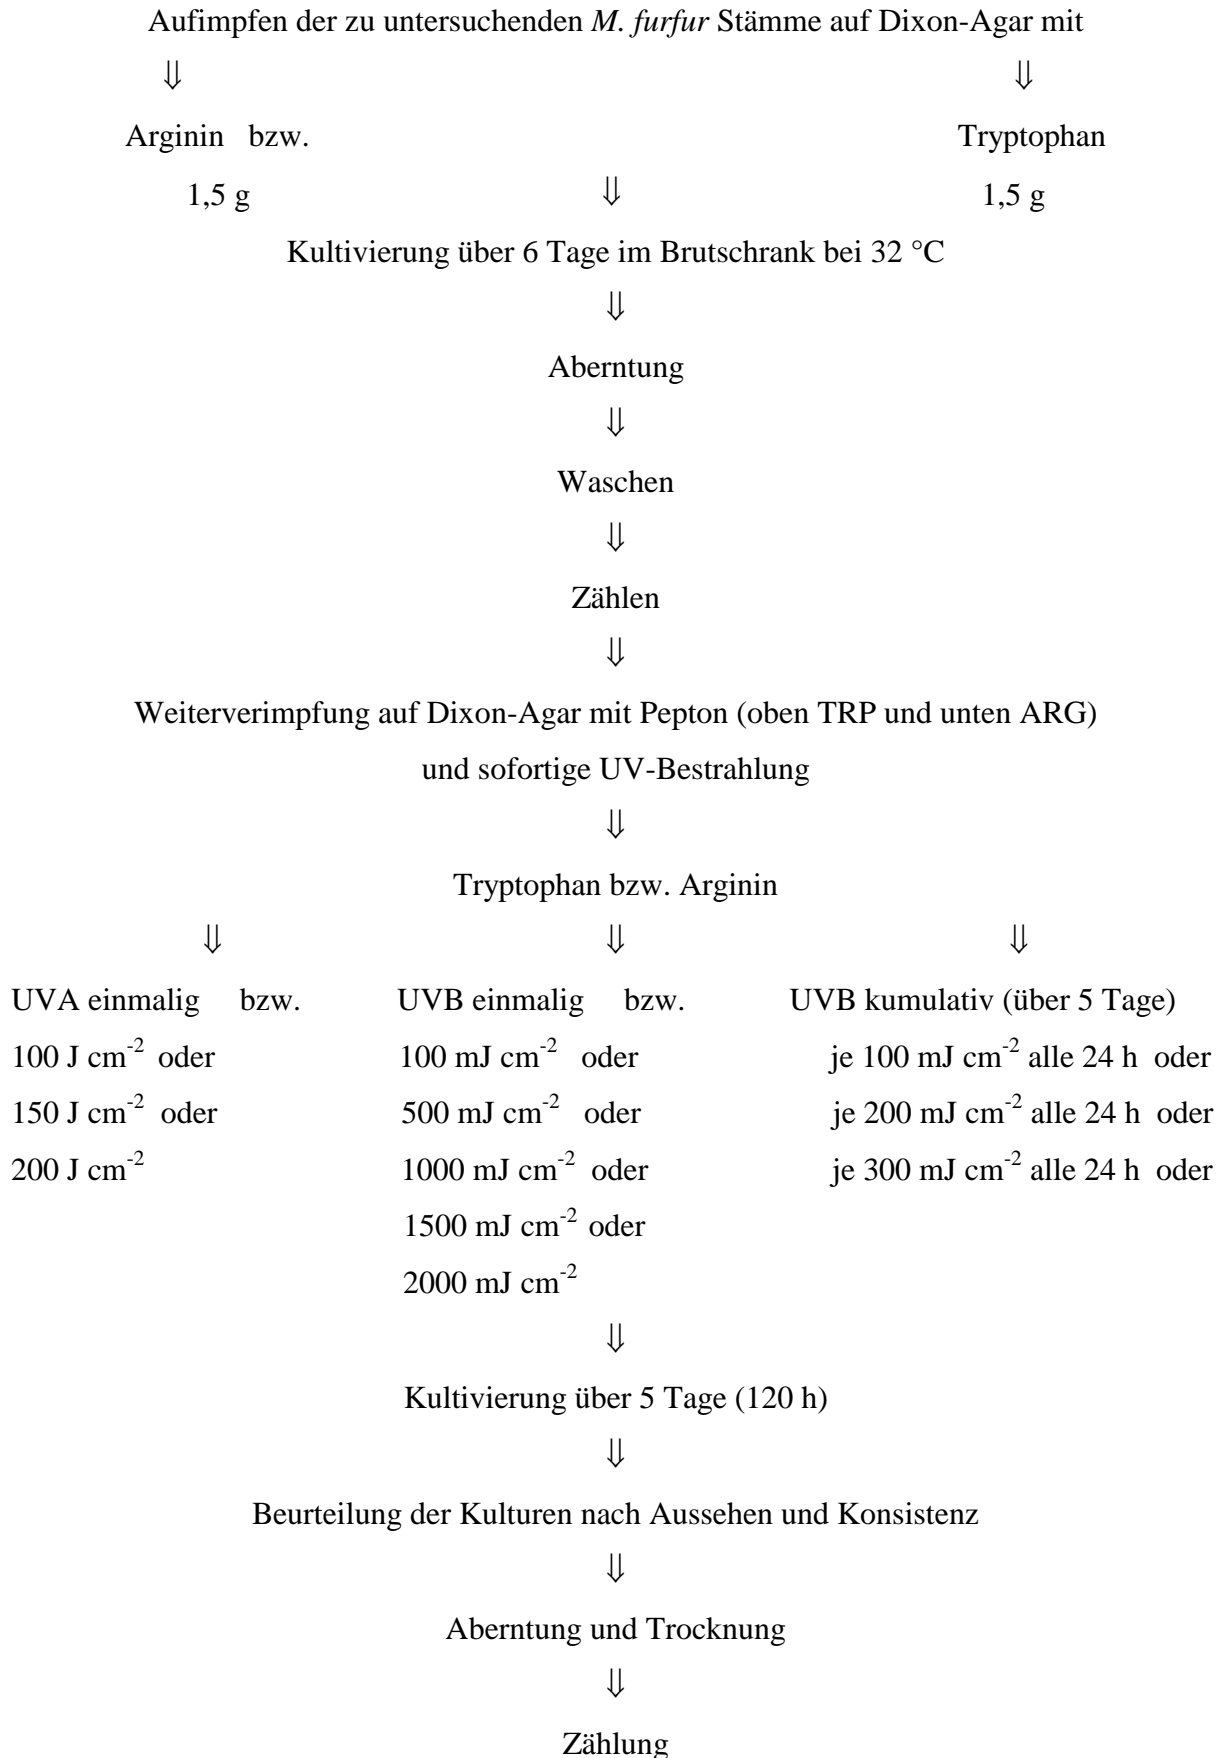 Aufimpfen der zu untersuchenden M. furfur Stämme auf Dixon-Agar mit
⇓ ⇓
Arginin bzw. Tryptophan
1,5 g ⇓ 1,5 g
Kultivierung über 6 Tage im Brutschrank bei 32 °C
⇓
Aberntung
⇓
Waschen
⇓
Zählen
⇓
Weiterverimpfung auf Dixon-Agar mit Pepton (oben TRP und unten ARG)
und sofortige UV-Bestrahlung
⇓
Tryptophan bzw. Arginin
⇓ ⇓ ⇓
UVA einmalig bzw. UVB einmalig bzw. UVB kumulativ (über 5 Tage)
100 J cm⁻² oder 100 mJ cm⁻² oder je 100 mJ cm⁻² alle 24 h oder
150 J cm⁻² oder 500 mJ cm⁻² oder je 200 mJ cm⁻² alle 24 h oder
200 J cm⁻² 1000 mJ cm⁻² oder je 300 mJ cm⁻² alle 24 h oder
1500 mJ cm⁻² oder
2000 mJ cm⁻²
⇓
Kultivierung über 5 Tage (120 h)
⇓
Beurteilung der Kulturen nach Aussehen und Konsistenz
⇓
Aberntung und Trocknung
⇓
Zählung